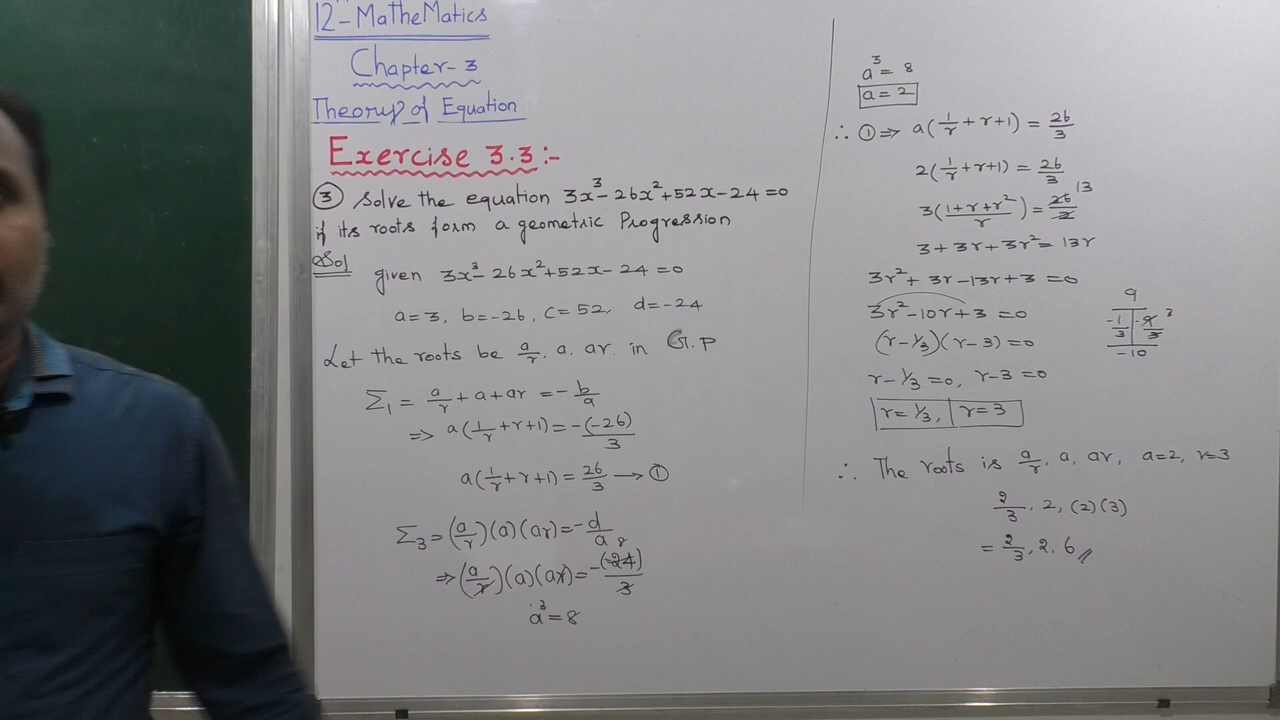 12-MatheMatics
Chapter-3
Theory of Equation
Exercise 3.3:-
③ Solve the equation 3x³-26x²+52x-24=0
if its roots form a geometric Progression
Sol
given 3x³-26x²+52x-24=0
a=3, b=-26, c=52, d=-24
Let the roots be a/r, a, ar. in G.P
Σ₁ = a/r + a + ar = -b/a
⇒ a(1/r + r + 1) = -(-26)/3
a(1/r + r + 1) = 26/3 → ①
Σ₃ = (a/r)(a)(ar) = -d/a
⇒ (a/r)(a)(ar) = -(-24)/3 8
a³ = 8
a³ = 8
a = 2
∴ ① ⇒ a(1/r + r + 1) = 26/3
2(1/r + r + 1) = 26/3
3((1+r+r²)/r) = 26/2 13
3 + 3r + 3r² = 13r
3r² + 3r - 13r + 3 = 0
3r² - 10r + 3 = 0
(r - 1/3)(r - 3) = 0
r - 1/3 = 0, r - 3 = 0
r = 1/3, r = 3
9
-1/3 -9/3 3
-10
∴ The roots is a/r, a, ar, a=2, r=3
2/3, 2, (2)(3)
= 2/3, 2, 6 //